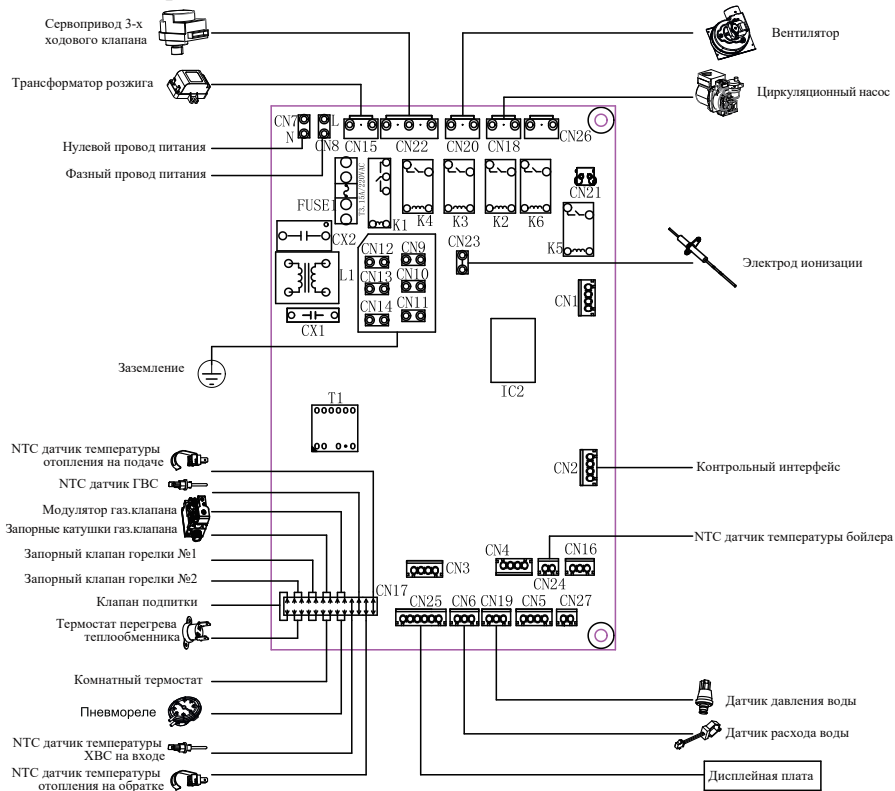 Сервопривод 3-х
ходового клапана
Вентилятор
Трансформатор розжига
Циркуляционный насос
CN7
N
L
CN8
CN15
CN22
CN20
CN18
CN26
Нулевой провод питания
Фазный провод питания
FUSE1
T3.15A/220VAC
K1
K4
K3
K2
K6
CN21
K5
CX2
CN12
CN9
CN23
Электрод ионизации
L1
CN13
CN10
CN14
CN11
CN1
CX1
Заземление
IC2
T1
NTC датчик температуры
отопления на подаче
NTC датчик ГВС
Модулятор газ.клапана
Запорные катушки газ.клапана
Запорный клапан горелки №1
Запорный клапан горелки №2
Клапан подпитки
Термостат перегрева
теплообменника
CN2
Контрольный интерфейс
NTC датчик температуры бойлера
CN3
CN4
CN24
CN16
CN17
CN25
CN6
CN19
CN5
CN27
Комнатный термостат
Пневмореле
NTC датчик температуры
ХВС на входе
NTC датчик температуры
отопления на обратке
Датчик давления воды
Датчик расхода воды
Дисплейная плата